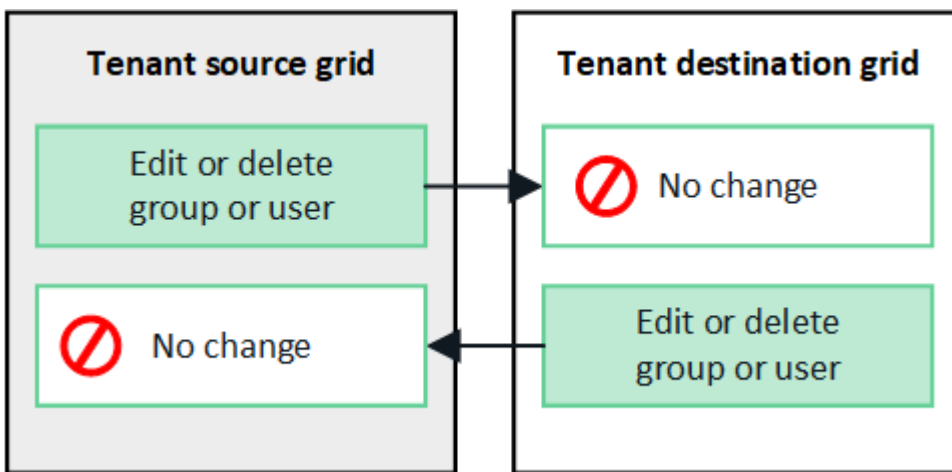 Tenant source grid
Edit or delete
group or user
No change
Tenant destination grid
No change
Edit or delete
group or user